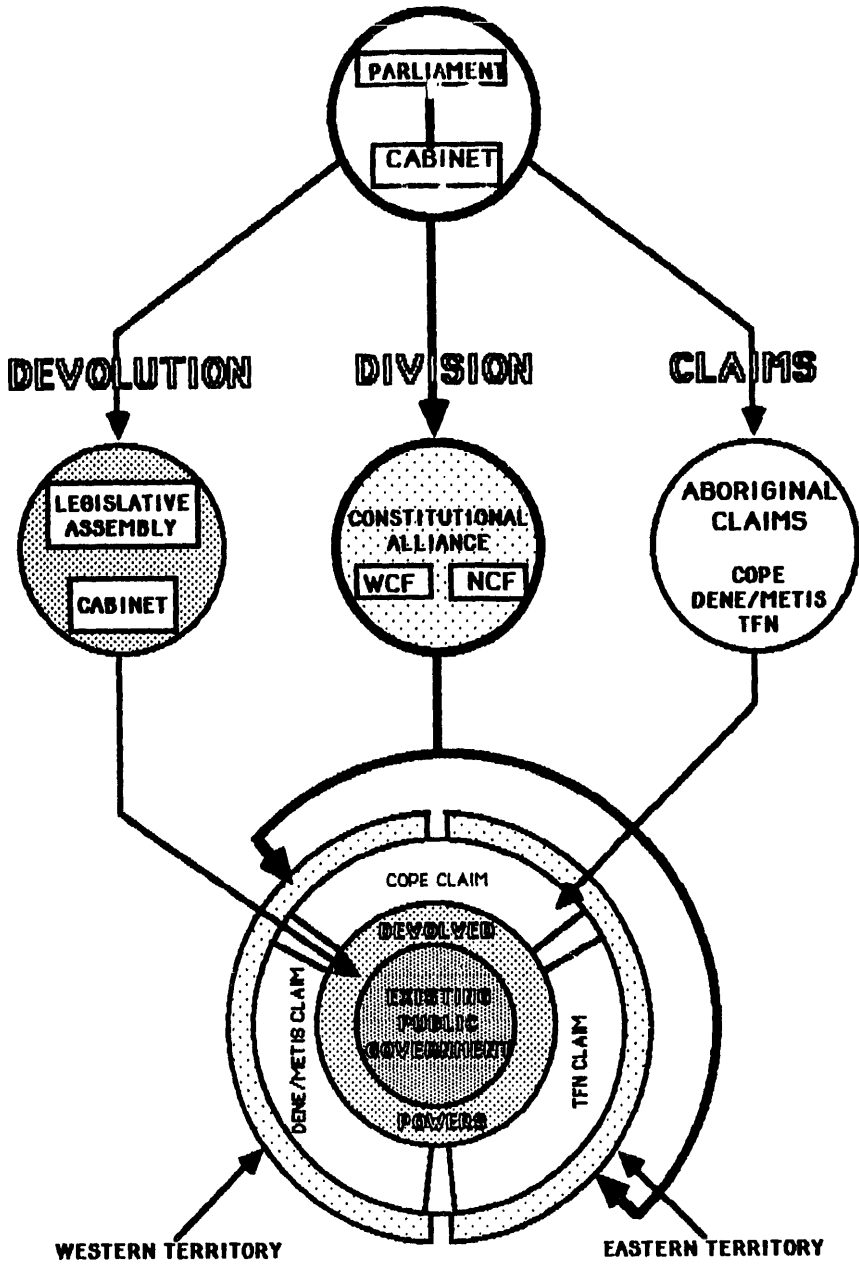 PARLIAMENT
CABINET
DEVOLUTION
DIVISION
CLAIMS
LEGISLATIVE
ASSEMBLY
CABINET
CONSTITUTIONAL
ALLIANCE
WCF
NCF
ABORIGINAL
CLAIMS
COPE
DENE/METIS
TFN
COPE CLAIM
DEVOLVED
EXISTING
PUBLIC
GOVERNMENT
POWERS
DENE/METIS CLAIM
TFN CLAIM
WESTERN TERRITORY
EASTERN TERRITORY